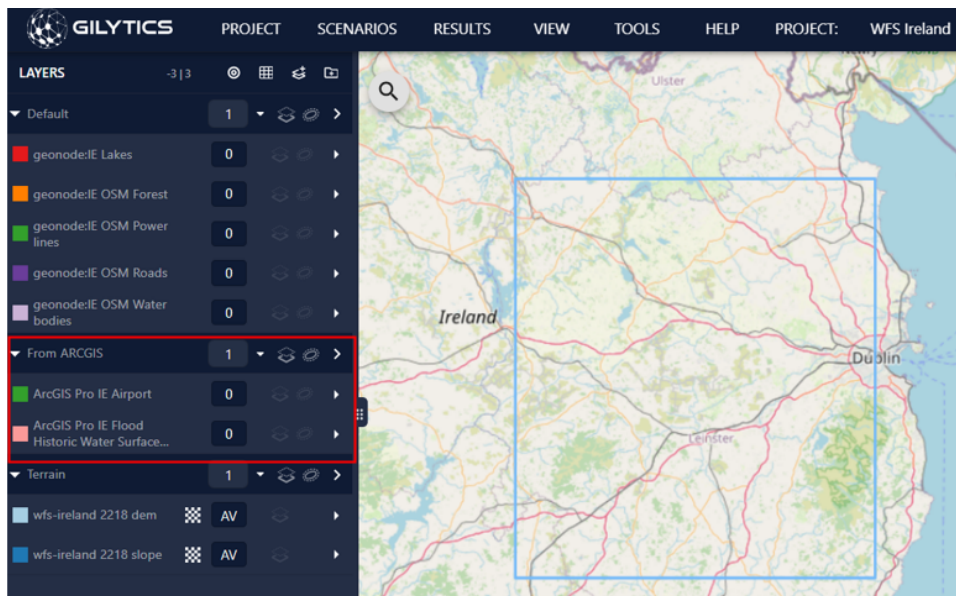 GILYTICS PROJECT SCENARIOS RESULTS VIEW TOOLS HELP PROJECT: WFS Ireland
LAYERS -3|3
Default 1
geonode:IE Lakes 0
geonode:IE OSM Forest 0
geonode:IE OSM Power
lines 0
geonode:IE OSM Roads 0
geonode:IE OSM Water
bodies 0
From ARCGIS 1
ArcGIS Pro IE Airport 0
ArcGIS Pro IE Flood
Historic Water Surface... 0
Terrain 1
wfs-ireland 2218 dem AV
wfs-ireland 2218 slope AV
Ulster
Ireland
Dublin
Leinster